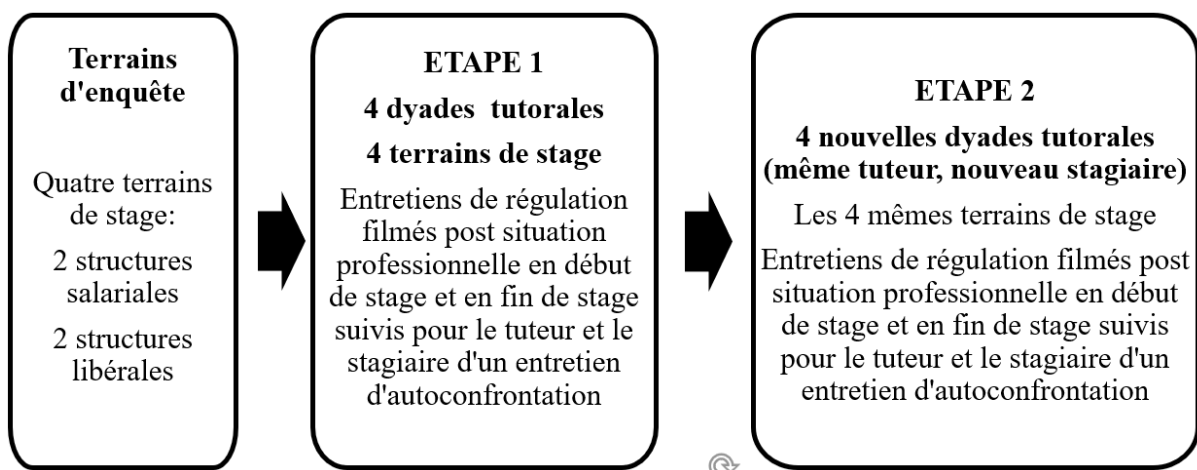 Terrains
d'enquête
Quatre terrains
de stage:
2 structures
salariales
2 structures
libérales
ETAPE 1
4 dyades tutorales
4 terrains de stage
Entretiens de régulation
filmés post situation
professionnelle en début
de stage et en fin de stage
suivis pour le tuteur et le
stagiaire d'un entretien
d'autoconfrontation
ETAPE 2
4 nouvelles dyades tutorales
(même tuteur, nouveau stagiaire)
Les 4 mêmes terrains de stage
Entretiens de régulation filmés post
situation professionnelle en début
de stage et en fin de stage suivis
pour le tuteur et le stagiaire d'un
entretien d'autoconfrontation